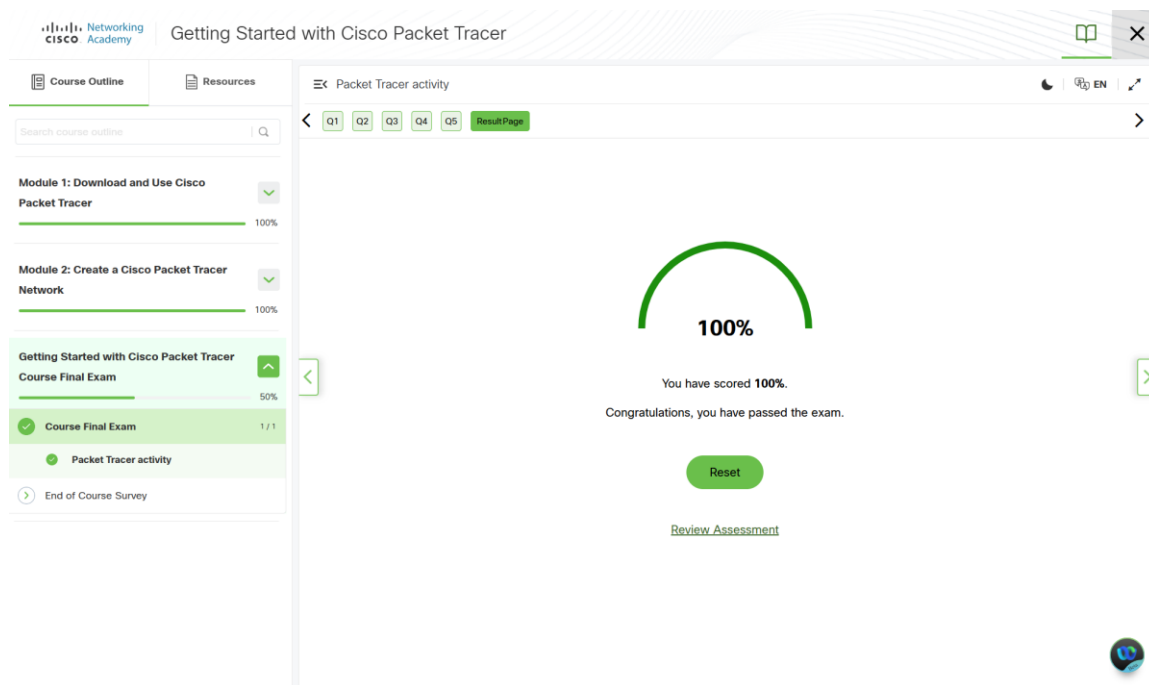 Networking
CISCO Academy
Getting Started with Cisco Packet Tracer
Course Outline
Resources
Search course outline
Module 1: Download and Use Cisco
Packet Tracer
100%
Module 2: Create a Cisco Packet Tracer
Network
100%
Getting Started with Cisco Packet Tracer
Course Final Exam
50%
Course Final Exam
1 / 1
Packet Tracer activity
End of Course Survey
Packet Tracer activity
EN
Q1 Q2 Q3 Q4 Q5 Result Page
100%
You have scored 100%.
Congratulations, you have passed the exam.
Reset
Review Assessment